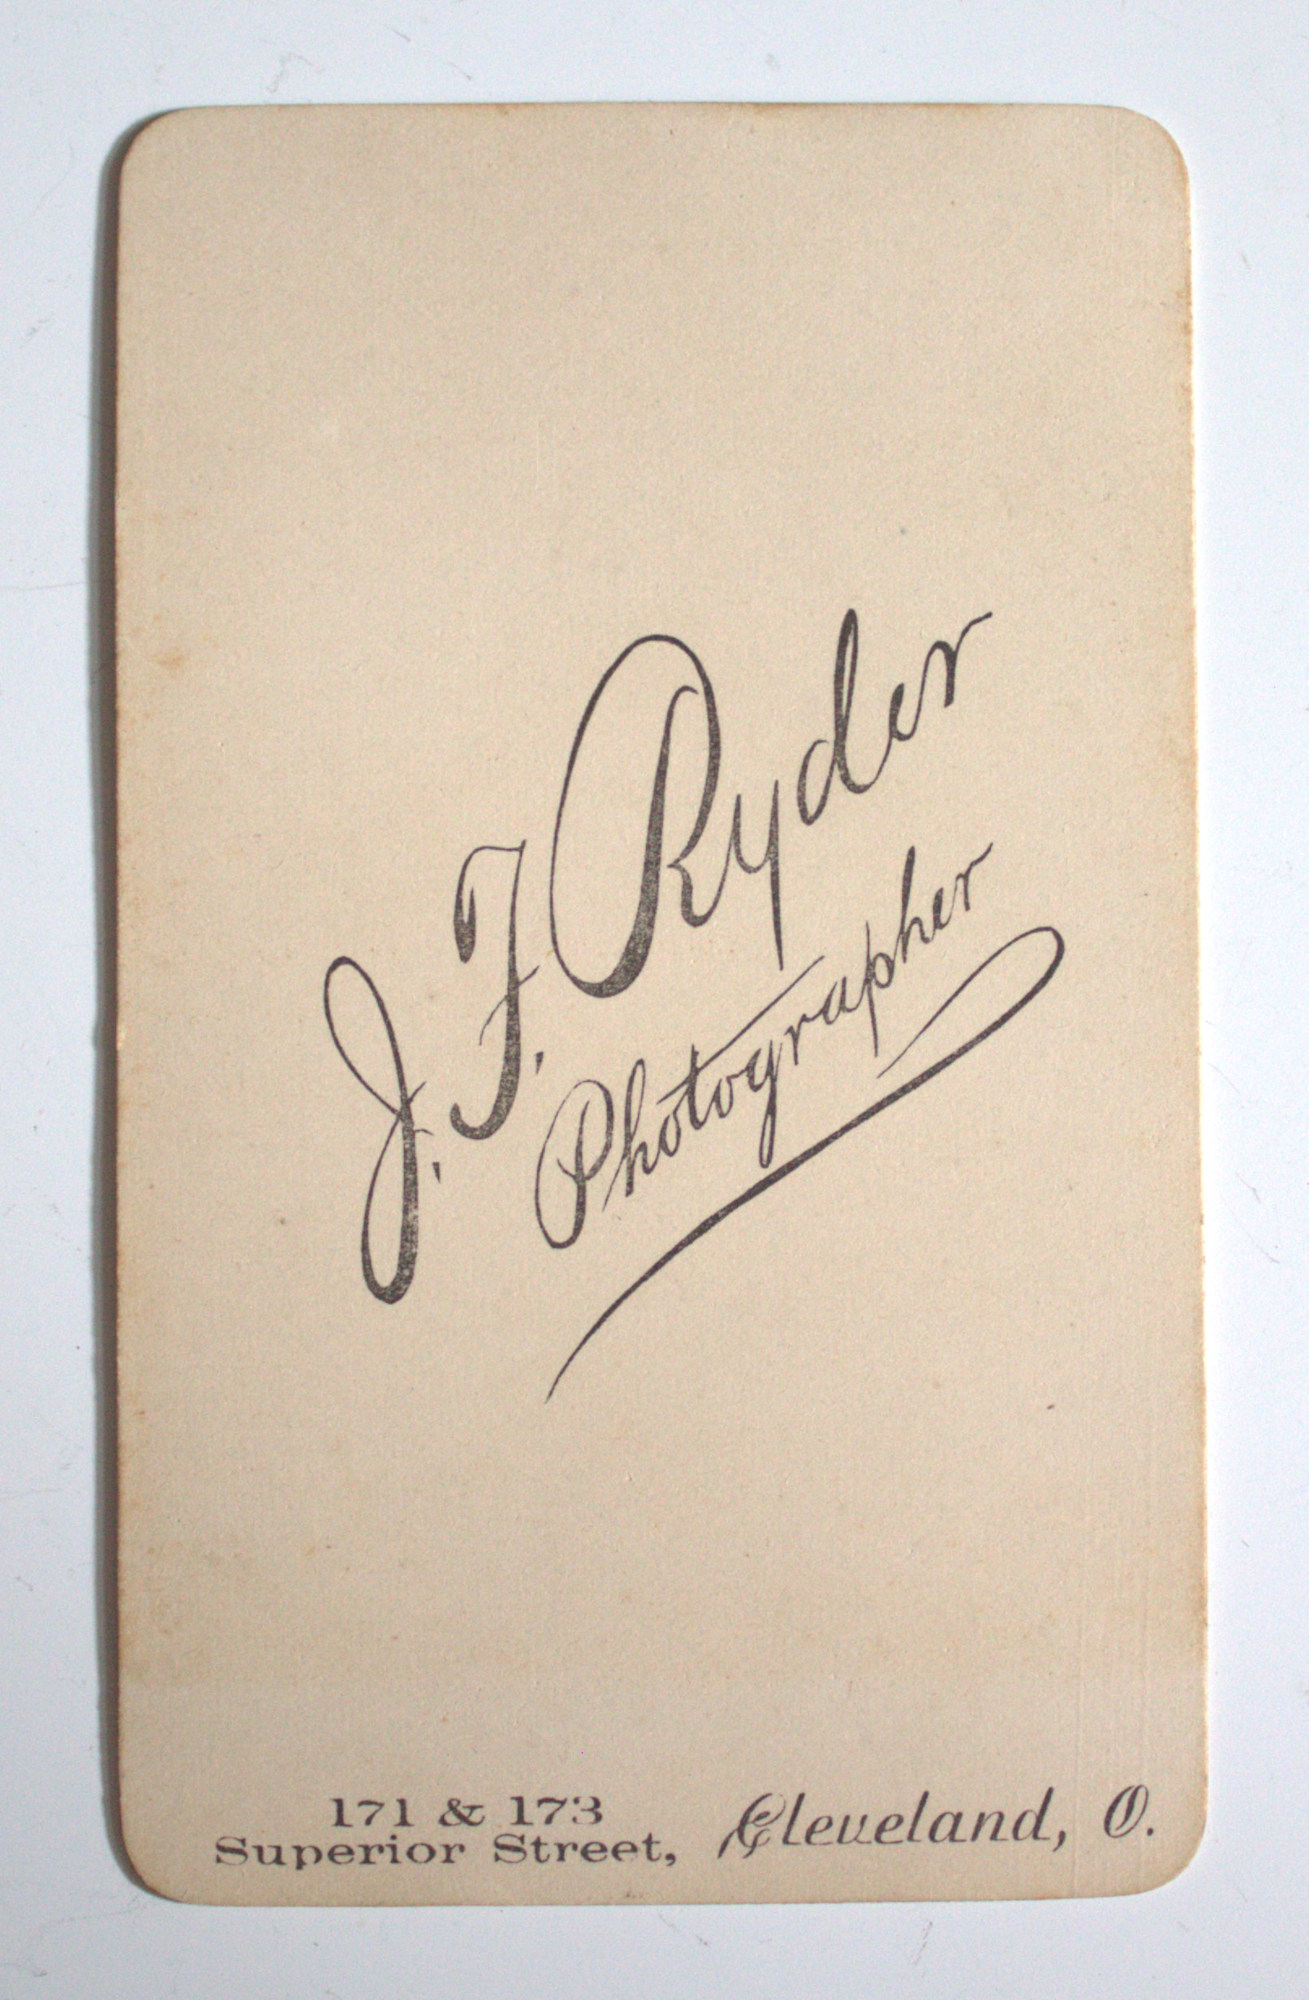 J. F. Ryder
Photographer
171 & 173
Superior Street, Cleveland, O.